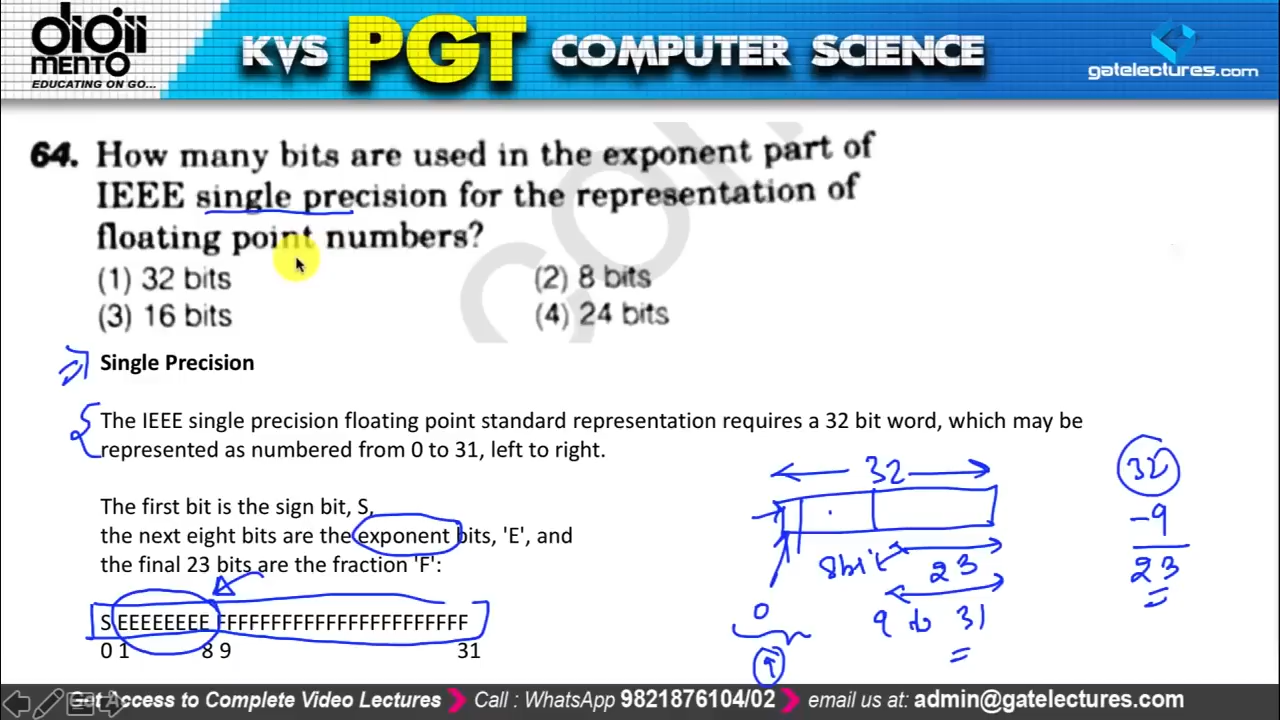 digii
MENTO
EDUCATING ON GO...
KVS PGT COMPUTER SCIENCE
gatelectures.com
64. How many bits are used in the exponent part of
IEEE single precision for the representation of
floating point numbers?
(1) 32 bits
(2) 8 bits
(3) 16 bits
(4) 24 bits
Single Precision
The IEEE single precision floating point standard representation requires a 32 bit word, which may be
represented as numbered from 0 to 31, left to right.
The first bit is the sign bit, S,
the next eight bits are the exponent bits, 'E', and
the final 23 bits are the fraction 'F':
S EEEEEEEE FFFFFFFFFFFFFFFFFFFFFFF
0 1 8 9 31
32
8bit
23
0
9 to 31
9
32
-9
23
Get Access to Complete Video Lectures
Call : WhatsApp 9821876104/02
email us at: admin@gatelectures.com